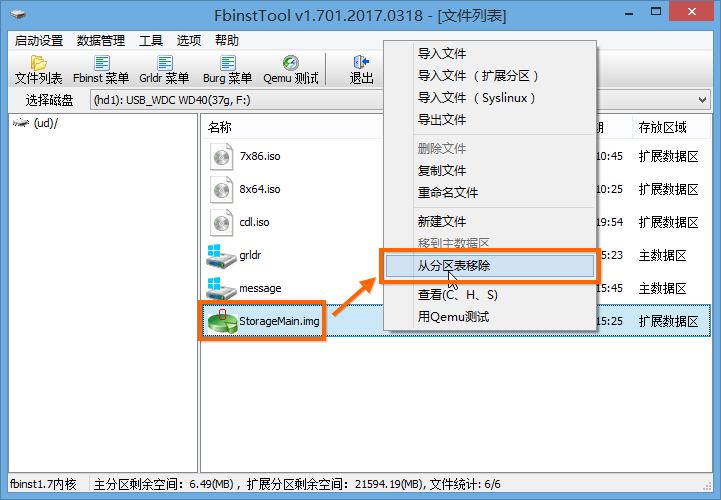 FbinstTool v1.701.2017.0318 - [文件列表]
启动设置 数据管理 工具 选项 帮助
文件列表 Fbinst 菜单 Grldr 菜单 Burg 菜单 Qemu 测试 退出
选择磁盘 (hd1): USB_WDC WD40(37g, F:)
(ud)/
名称 期 存放区域
7x86.iso 10:45 扩展数据区
8x64.iso 10:25 扩展数据区
cdl.iso 19:54 扩展数据区
grldr 15:23 主数据区
message 15:45 主数据区
StorageMain.img 15:25 扩展数据区
导入文件
导入文件（扩展分区）
导入文件（Syslinux）
导出文件
删除文件
复制文件
重命名文件
新建文件
移到主数据区
从分区表移除
查看(C、H、S)
用Qemu测试
fbinst1.7内核 主分区剩余空间：6.49(MB)，扩展分区剩余空间：21594.19(MB), 文件统计: 6/6